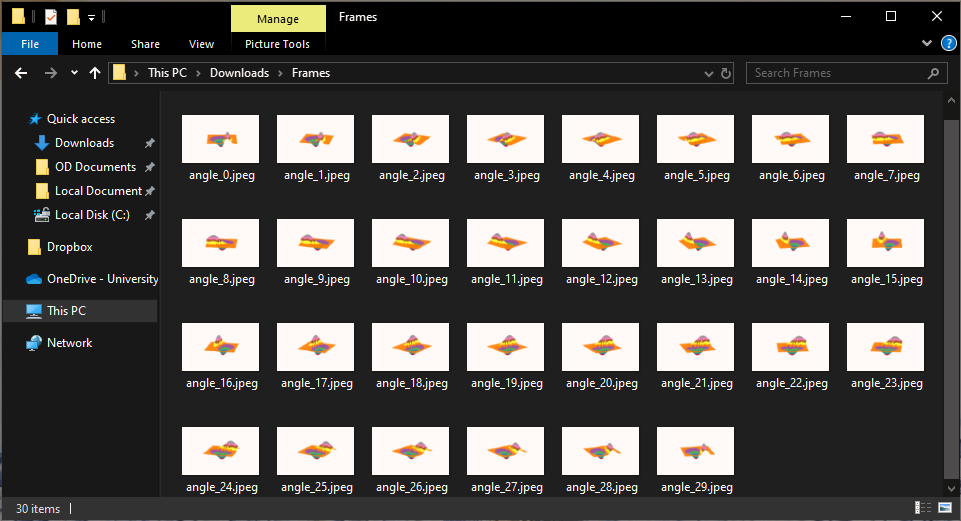 Manage
Frames
File
Home
Share
View
Picture Tools
This PC
Downloads
Frames
Search Frames
Quick access
Downloads
OD Documents
Local Document
Local Disk (C:)
Dropbox
OneDrive - University
This PC
Network
angle_0.jpeg angle_1.jpeg angle_2.jpeg angle_3.jpeg angle_4.jpeg angle_5.jpeg angle_6.jpeg angle_7.jpeg
angle_8.jpeg angle_9.jpeg angle_10.jpeg angle_11.jpeg angle_12.jpeg angle_13.jpeg angle_14.jpeg angle_15.jpeg
angle_16.jpeg angle_17.jpeg angle_18.jpeg angle_19.jpeg angle_20.jpeg angle_21.jpeg angle_22.jpeg angle_23.jpeg
angle_24.jpeg angle_25.jpeg angle_26.jpeg angle_27.jpeg angle_28.jpeg angle_29.jpeg
30 items